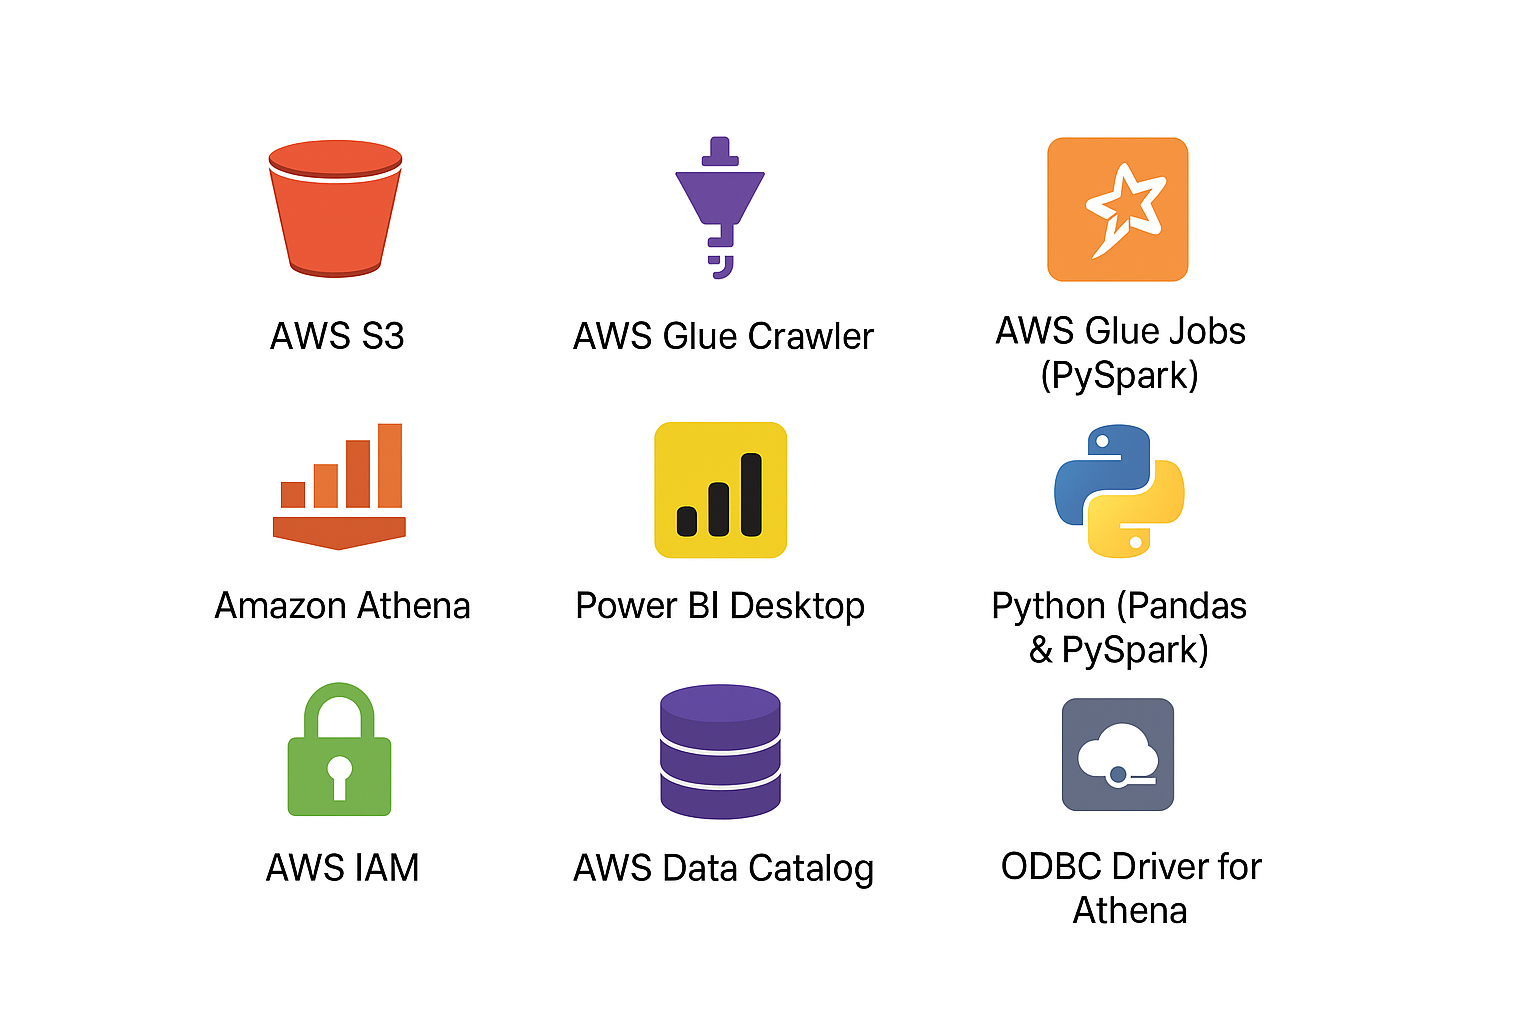 AWS S3
AWS Glue Crawler
AWS Glue Jobs
(PySpark)
Amazon Athena
Power BI Desktop
Python (Pandas
& PySpark)
AWS IAM
AWS Data Catalog
ODBC Driver for
Athena